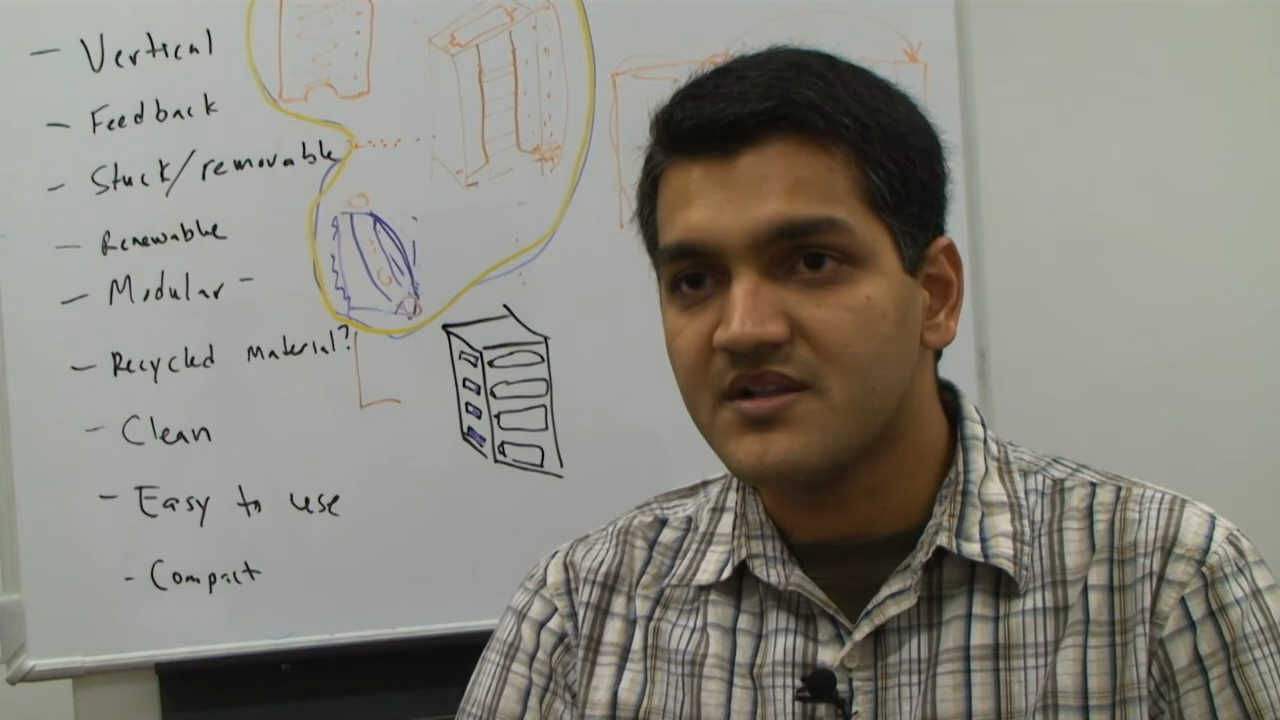 - Vertical
- Feedback
- Stuck/removable
- Renewable
- Modular -
- Recycled Material?
- Clean
- Easy to use
- Compact